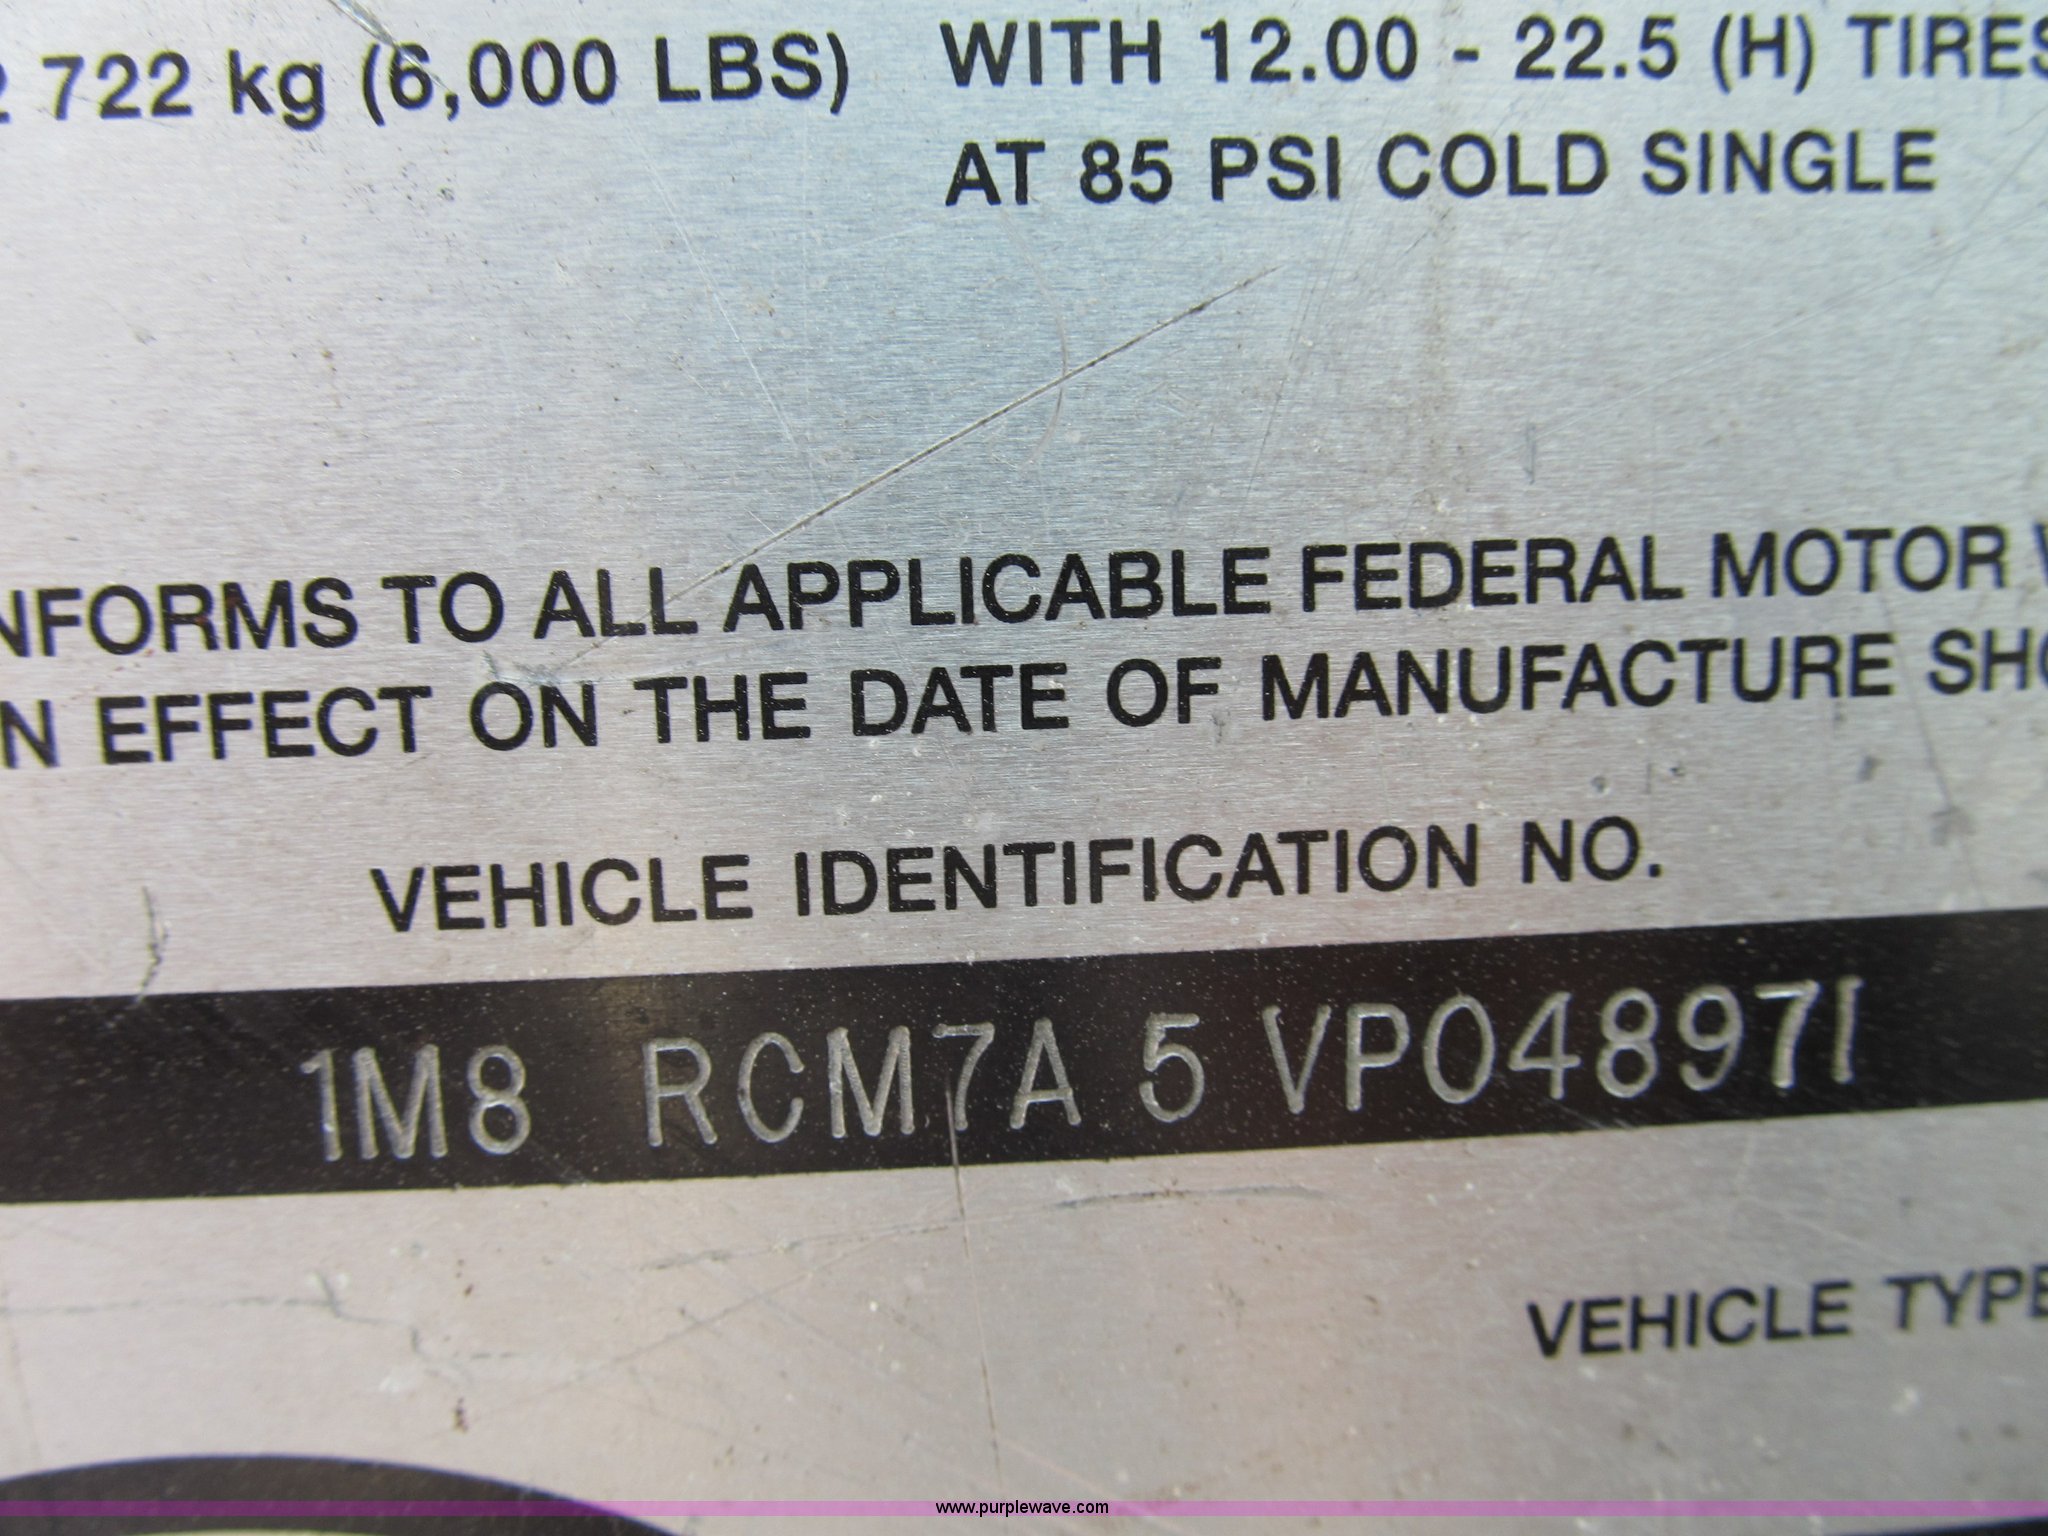 2 722 kg (6,000 LBS) WITH 12.00 - 22.5 (H) TIRES
AT 85 PSI COLD SINGLE
NFORMS TO ALL APPLICABLE FEDERAL MOTOR V
N EFFECT ON THE DATE OF MANUFACTURE SHO
VEHICLE IDENTIFICATION NO.
1M8 RCM7A 5 VP048971
VEHICLE TYPE
www.purplewave.com